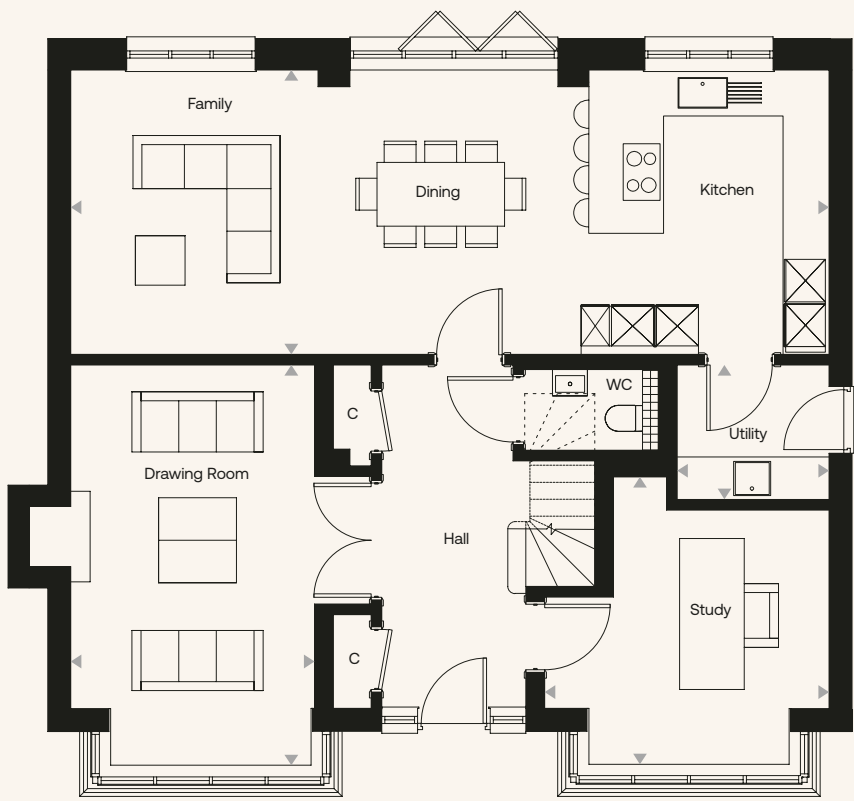 Family
Dining
Kitchen
C
WC
Utility
Drawing Room
Hall
Study
C